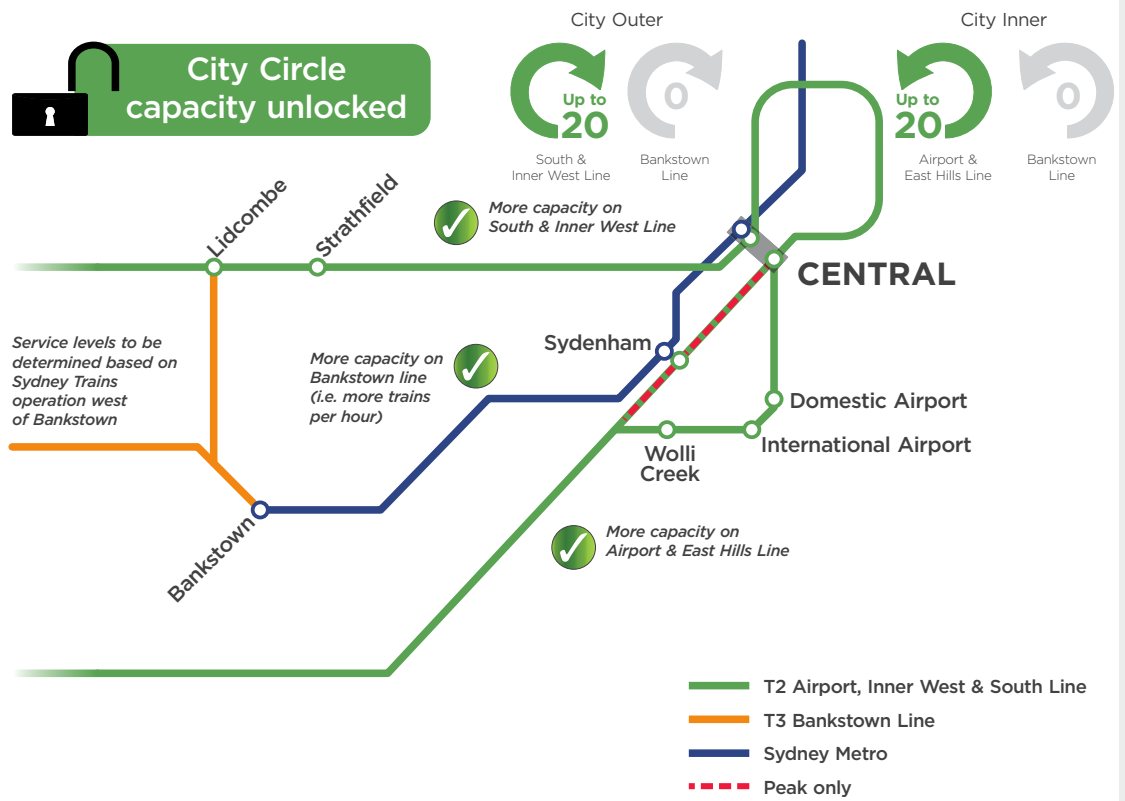 City Circle
capacity unlocked
City Outer
Up to
20
South &
Inner West Line
0
Bankstown
Line
City Inner
Up to
20
Airport &
East Hills Line
0
Bankstown
Line
Lidcombe
Strathfield
More capacity on
South & Inner West Line
CENTRAL
Service levels to be
determined based on
Sydney Trains
operation west
of Bankstown
More capacity on
Bankstown line
(i.e. more trains
per hour)
Sydenham
Domestic Airport
International Airport
Wolli
Creek
Bankstown
More capacity on
Airport & East Hills Line
T2 Airport, Inner West & South Line
T3 Bankstown Line
Sydney Metro
Peak only